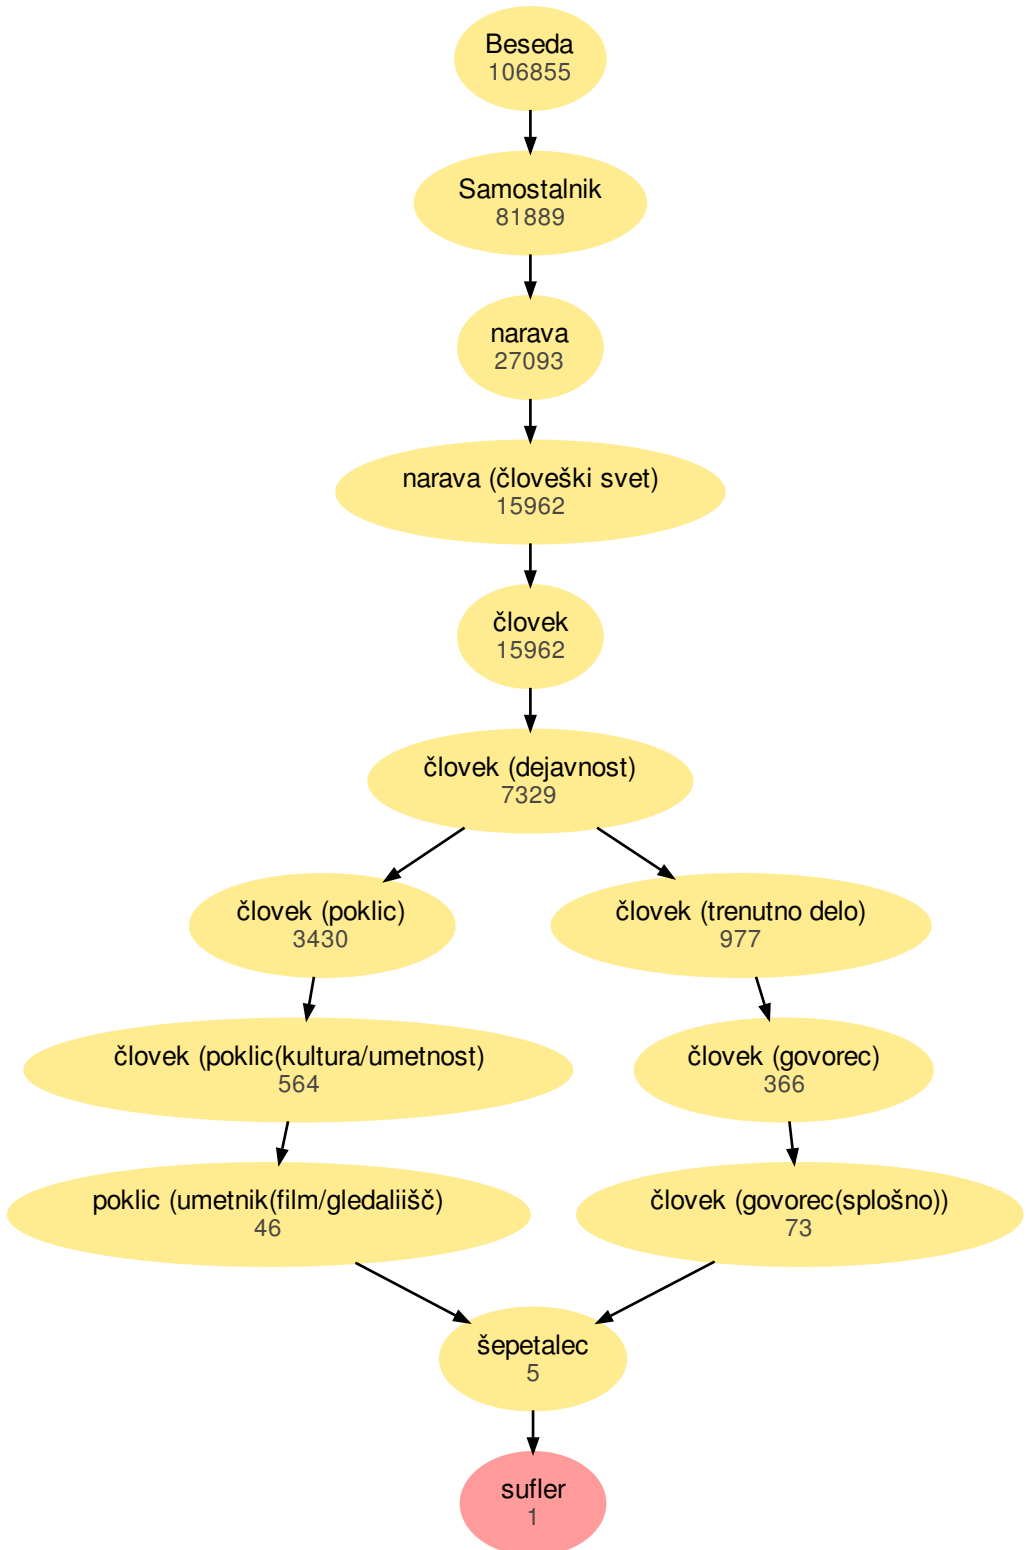 Beseda
106855
Samostalnik
81889
narava
27093
narava (človeški svet)
15962
človek
15962
človek (dejavnost)
7329
človek (poklic)
3430
človek (trenutno delo)
977
človek (poklic(kultura/umetnost)
564
človek (govorec)
366
poklic (umetnik(film/gledaliišč)
46
človek (govorec(splošno))
73
šepetalec
5
sufler
1